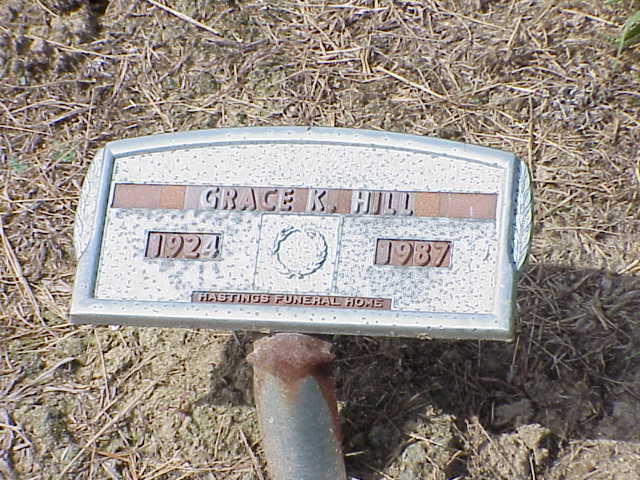 GRACE K. HILL
1924 1987
HASTINGS FUNERAL HOME